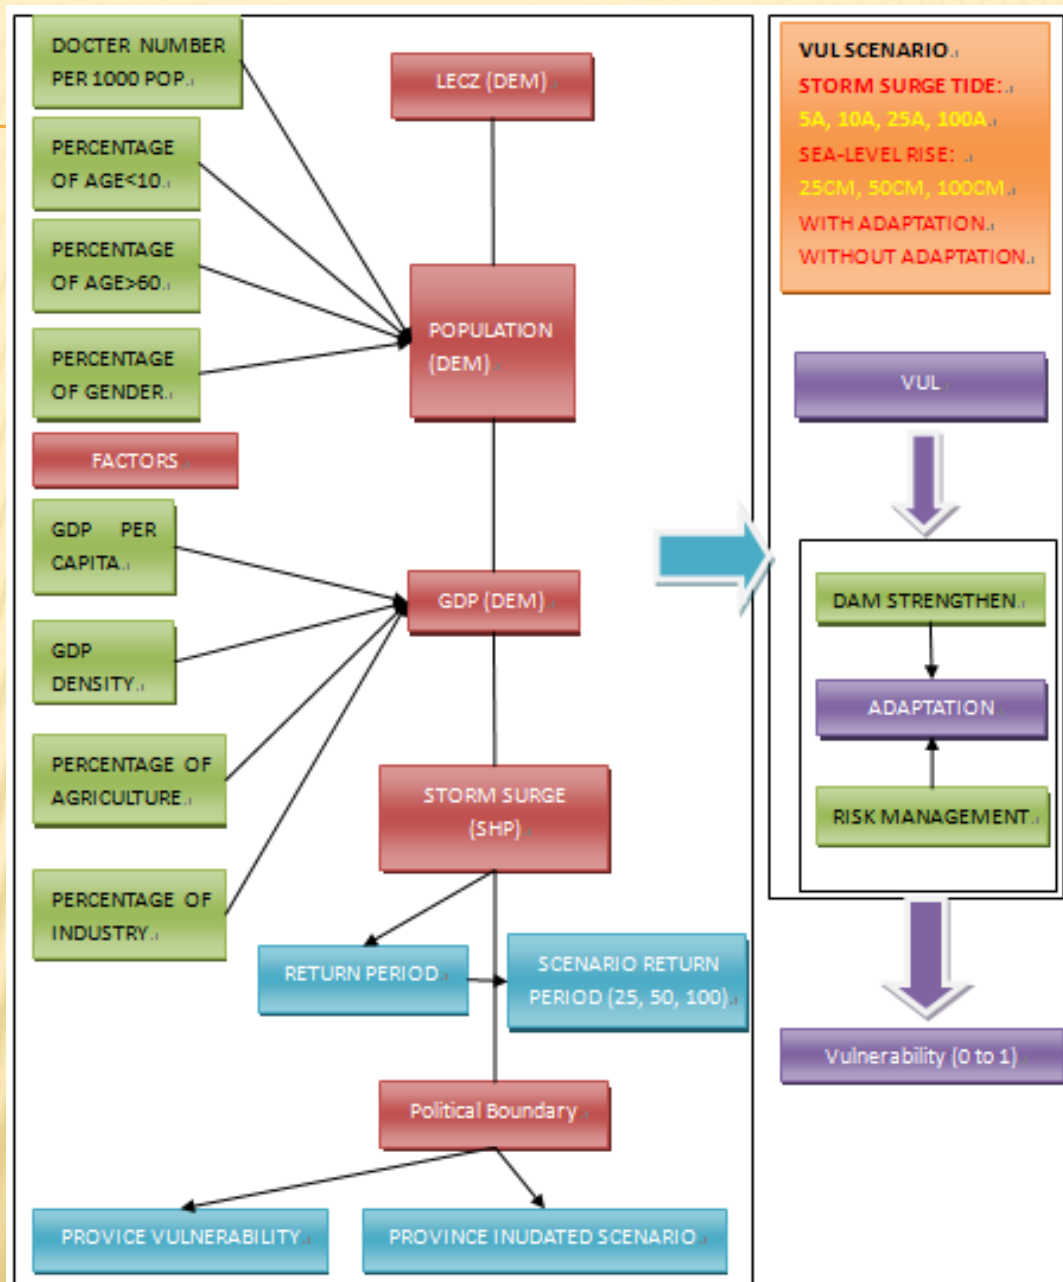 DOCTER NUMBER
PER 1000 POP.
PERCENTAGE
OF AGE<10.
PERCENTAGE
OF AGE>60.
PERCENTAGE
OF GENDER.
FACTORS
GDP PER
CAPITA.
GDP
DENSITY.
PERCENTAGE OF
AGRICULTURE.
PERCENTAGE OF
INDUSTRY.
LECZ (DEM)
POPULATION
(DEM)
GDP (DEM)
STORM SURGE
(SHP)
RETURN PERIOD
SCENARIO RETURN
PERIOD (25, 50, 100)
Political Boundary
PROVICE VULNERABILITY
PROVINCE INUDATED SCENARIO
VUL SCENARIO
STORM SURGE TIDE:
5A, 10A, 25A, 100A
SEA-LEVEL RISE:
25CM, 50CM, 100CM
WITH ADAPTATION
WITHOUT ADAPTATION
VUL
DAM STRENGTHEN
ADAPTATION
RISK MANAGEMENT
Vulnerability (0 to 1)